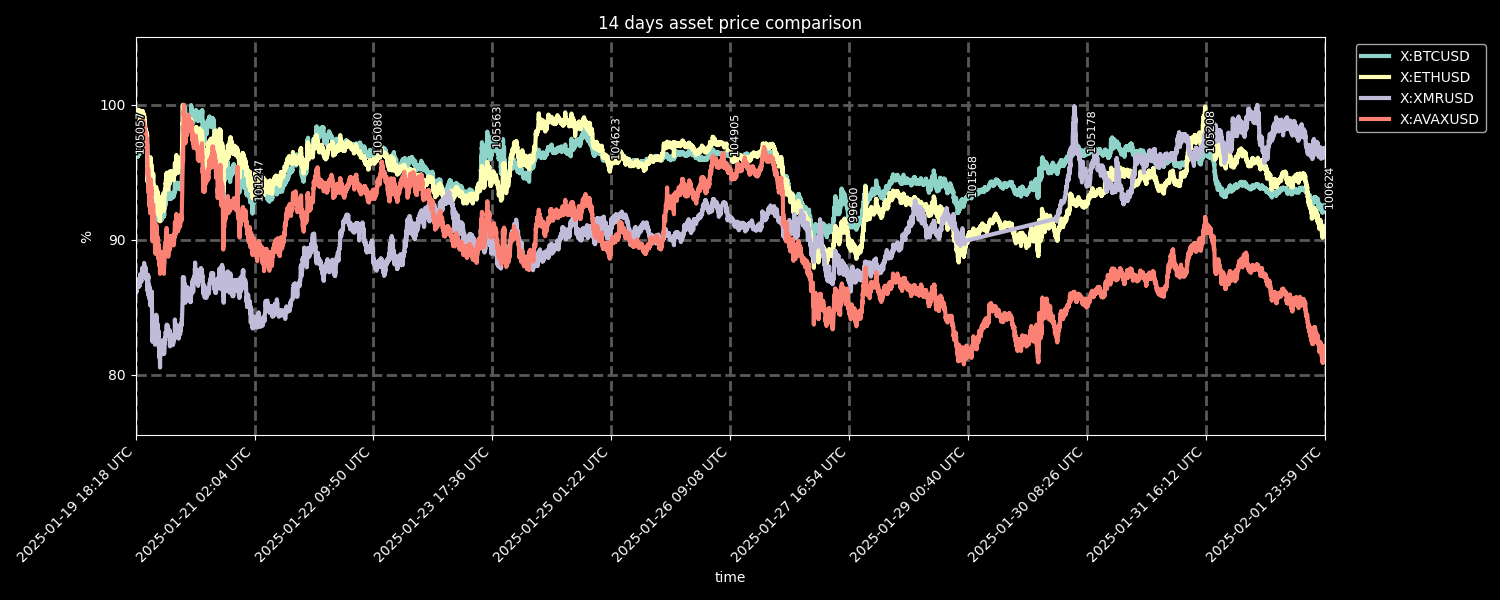 14 days asset price comparison
X:BTCUSD
X:ETHUSD
X:XMRUSD
X:AVAXUSD
100
90
80
%
105057
101247
105080
105563
104623
104905
99600
101568
105178
105208
100624
2025-01-19 18:18 UTC
2025-01-21 02:04 UTC
2025-01-22 09:50 UTC
2025-01-23 17:36 UTC
2025-01-25 01:22 UTC
2025-01-26 09:08 UTC
2025-01-27 16:54 UTC
2025-01-29 00:40 UTC
2025-01-30 08:26 UTC
2025-01-31 16:12 UTC
2025-02-01 23:59 UTC
time